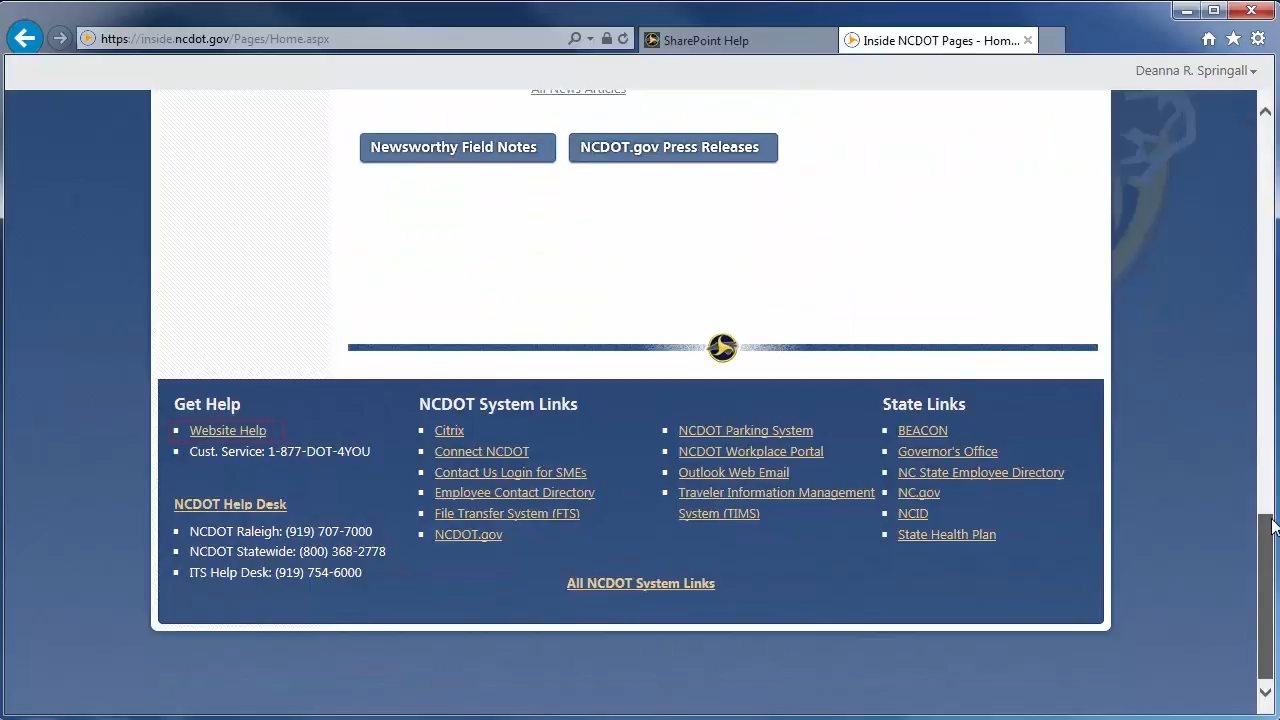 https://inside.ncdot.gov/Pages/Home.aspx
SharePoint Help
Inside NCDOT Pages - Hom...
Deanna R. Springall
All News Articles
Newsworthy Field Notes
NCDOT.gov Press Releases
Get Help
Website Help
Cust. Service: 1-877-DOT-4YOU
NCDOT Help Desk
NCDOT Raleigh: (919) 707-7000
NCDOT Statewide: (800) 368-2778
ITS Help Desk: (919) 754-6000
NCDOT System Links
Citrix
Connect NCDOT
Contact Us Login for SMEs
Employee Contact Directory
File Transfer System (FTS)
NCDOT.gov
NCDOT Parking System
NCDOT Workplace Portal
Outlook Web Email
Traveler Information Management
System (TIMS)
All NCDOT System Links
State Links
BEACON
Governor's Office
NC State Employee Directory
NC.gov
NCID
State Health Plan